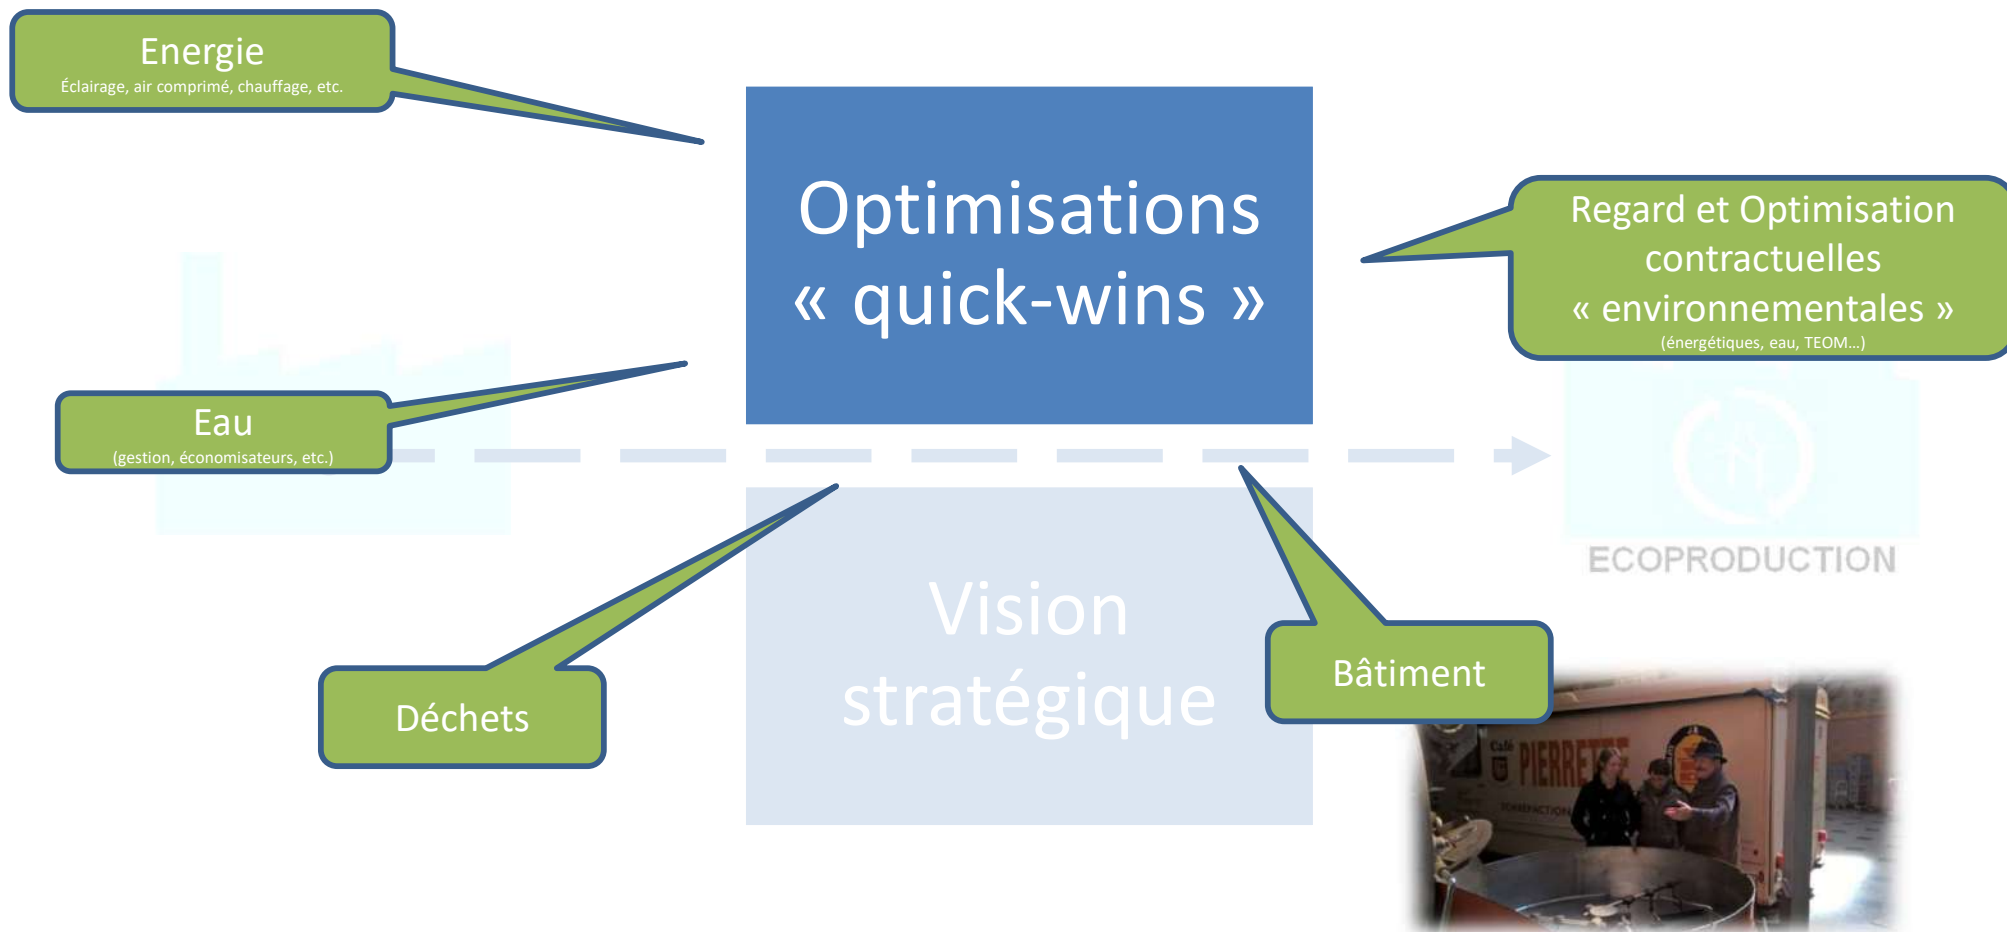 Energie
Éclairage, air comprimé, chauffage, etc.
Optimisations
« quick-wins »
Regard et Optimisation
contractuelles
« environnementales »
(énergétiques, eau, TEOM…)
Eau
(gestion, économisateurs, etc.)
ECOPRODUCTION
Vision
stratégique
Bâtiment
Déchets
Café
PIERRETTE